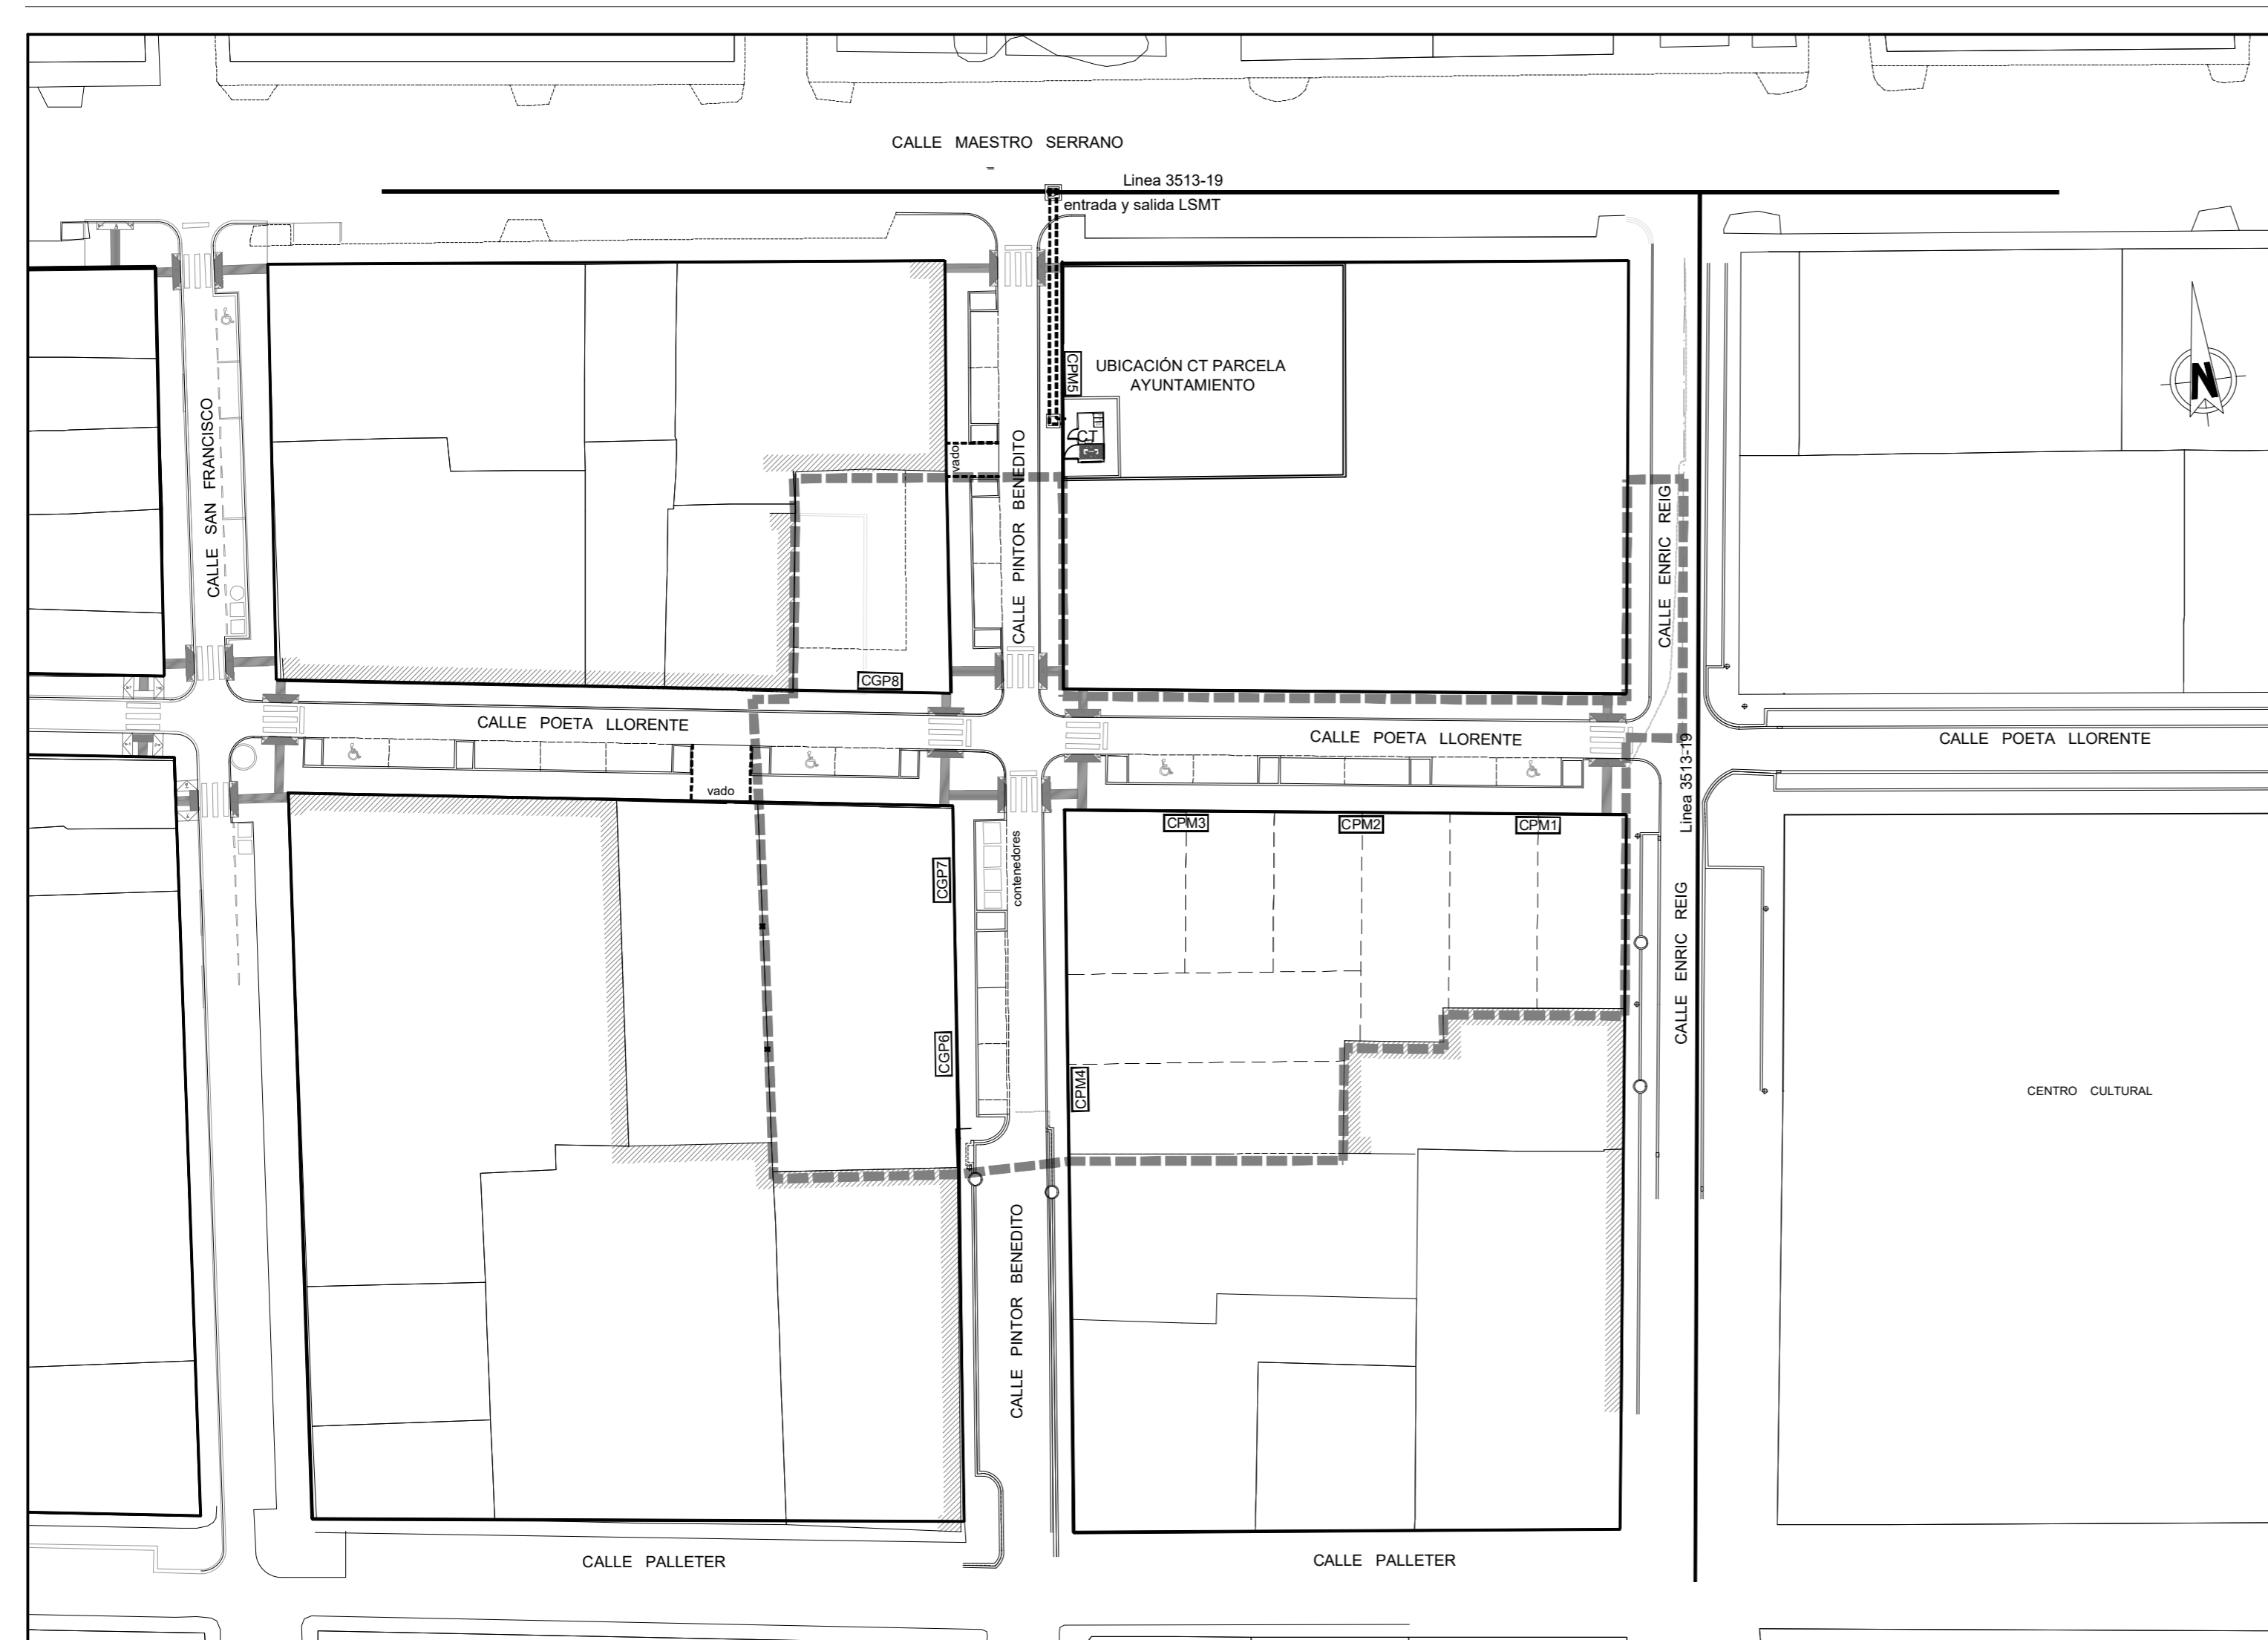 CALLE MAESTRO SERRANO
Linea 3513-19
entrada y salida LSMT
CPM5
UBICACIÓN CT PARCELA
AYUNTAMIENTO
CT
N
vado
CALLE SAN FRANCISCO
CALLE PINTOR BENEDITO
CALLE ENRIC REIG
CGP8
CALLE POETA LLORENTE
CALLE POETA LLORENTE
CALLE POETA LLORENTE
vado
Linea 3513-19
CPM3
CPM2
CPM1
CGP7
contenedores
CALLE ENRIC REIG
CGP6
CPM4
CENTRO CULTURAL
CALLE PINTOR BENEDITO
CALLE PALLETER
CALLE PALLETER